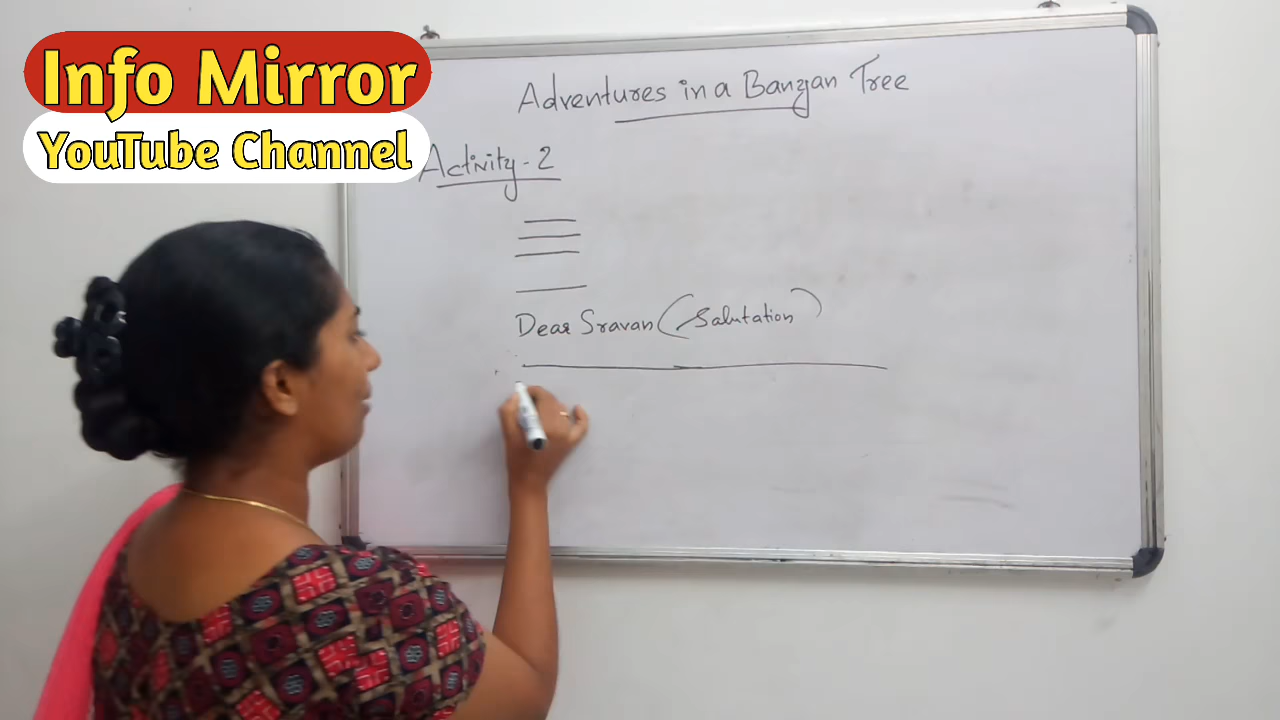 Info Mirror
YouTube Channel
Adventures in a Banyan Tree
Activity - 2
Dear Sravan (Salutation)